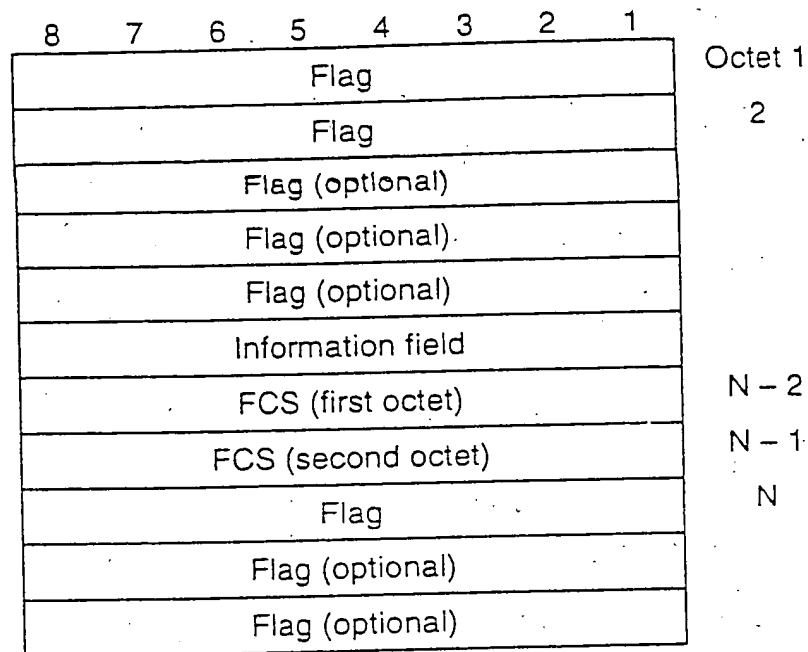 8 7 6 5 4 3 2 1
Flag Octet 1
Flag 2
Flag (optional)
Flag (optional)
Flag (optional)
Information field
FCS (first octet) N – 2
FCS (second octet) N – 1
Flag N
Flag (optional)
Flag (optional)